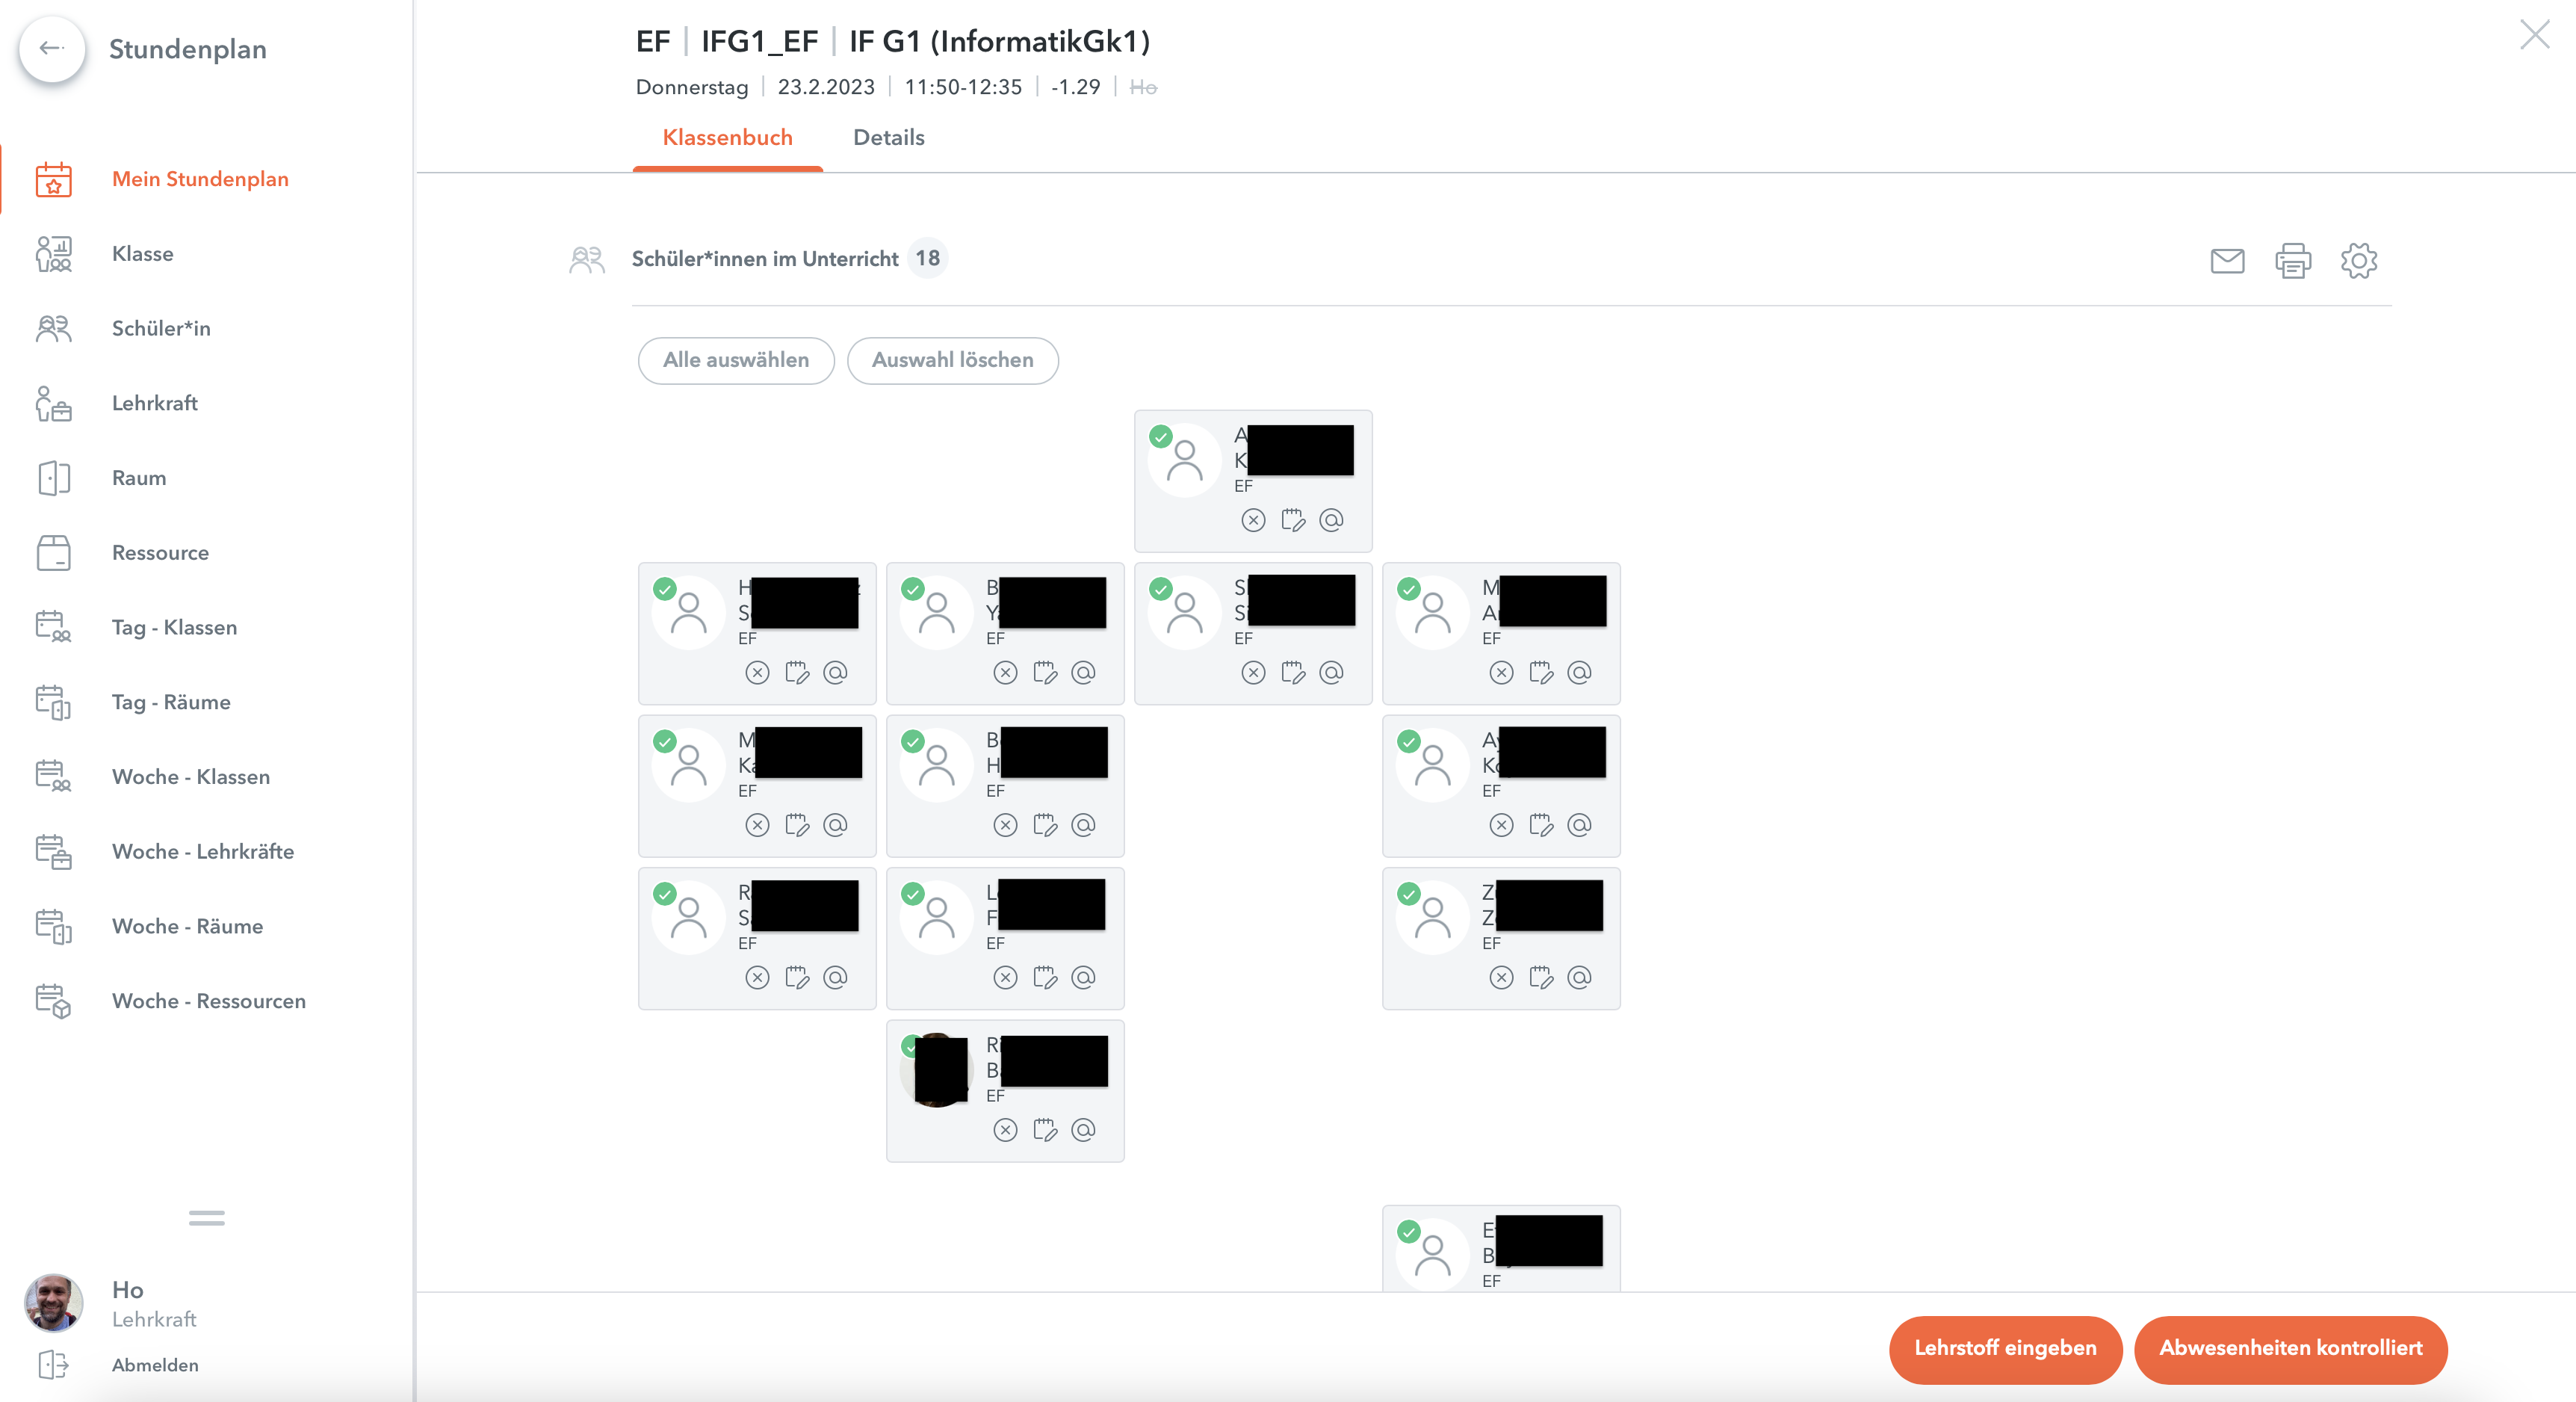 Stundenplan
Mein Stundenplan
Klasse
Schüler*in
Lehrkraft
Raum
Ressource
Tag - Klassen
Tag - Räume
Woche - Klassen
Woche - Lehrkräfte
Woche - Räume
Woche - Ressourcen
Ho
Lehrkraft
Abmelden
EF | IFG1_EF | IF G1 (InformatikGk1)
Donnerstag | 23.2.2023 | 11:50-12:35 | -1.29 | Ho
Klassenbuch Details
Schüler*innen im Unterricht 18
Alle auswählen Auswahl löschen
A
K
EF
H B S M
S Y S A
EF EF EF EF
M B A
K H K
EF EF EF
R L Z
S F Z
EF EF EF
R
B
EF
E
B
EF
Lehrstoff eingeben Abwesenheiten kontrolliert